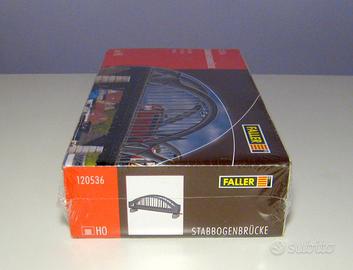 FALLER
120536
FALLER
H0
STABBOGENBRÜCKE
subito